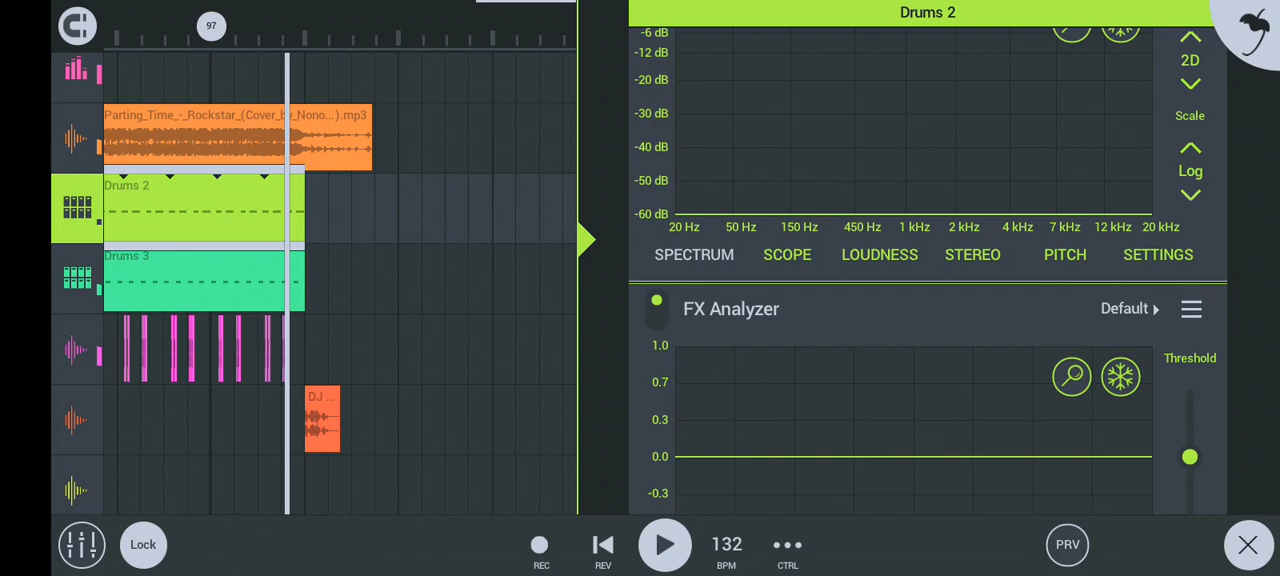 97
Parting_Time_-_Rockstar_(Cover_by_Nono...).mp3
Drums 2
Drums 3
DJ ...
Drums 2
-6 dB
-12 dB
-20 dB
-30 dB
-40 dB
-50 dB
-60 dB
20 Hz 50 Hz 150 Hz 450 Hz 1 kHz 2 kHz 4 kHz 7 kHz 12 kHz 20 kHz
2D
Scale
Log
SPECTRUM SCOPE LOUDNESS STEREO PITCH SETTINGS
FX Analyzer Default
1.0
0.7
0.3
0.0
-0.3
Threshold
Lock
REC
REV
132
BPM
CTRL
PRV